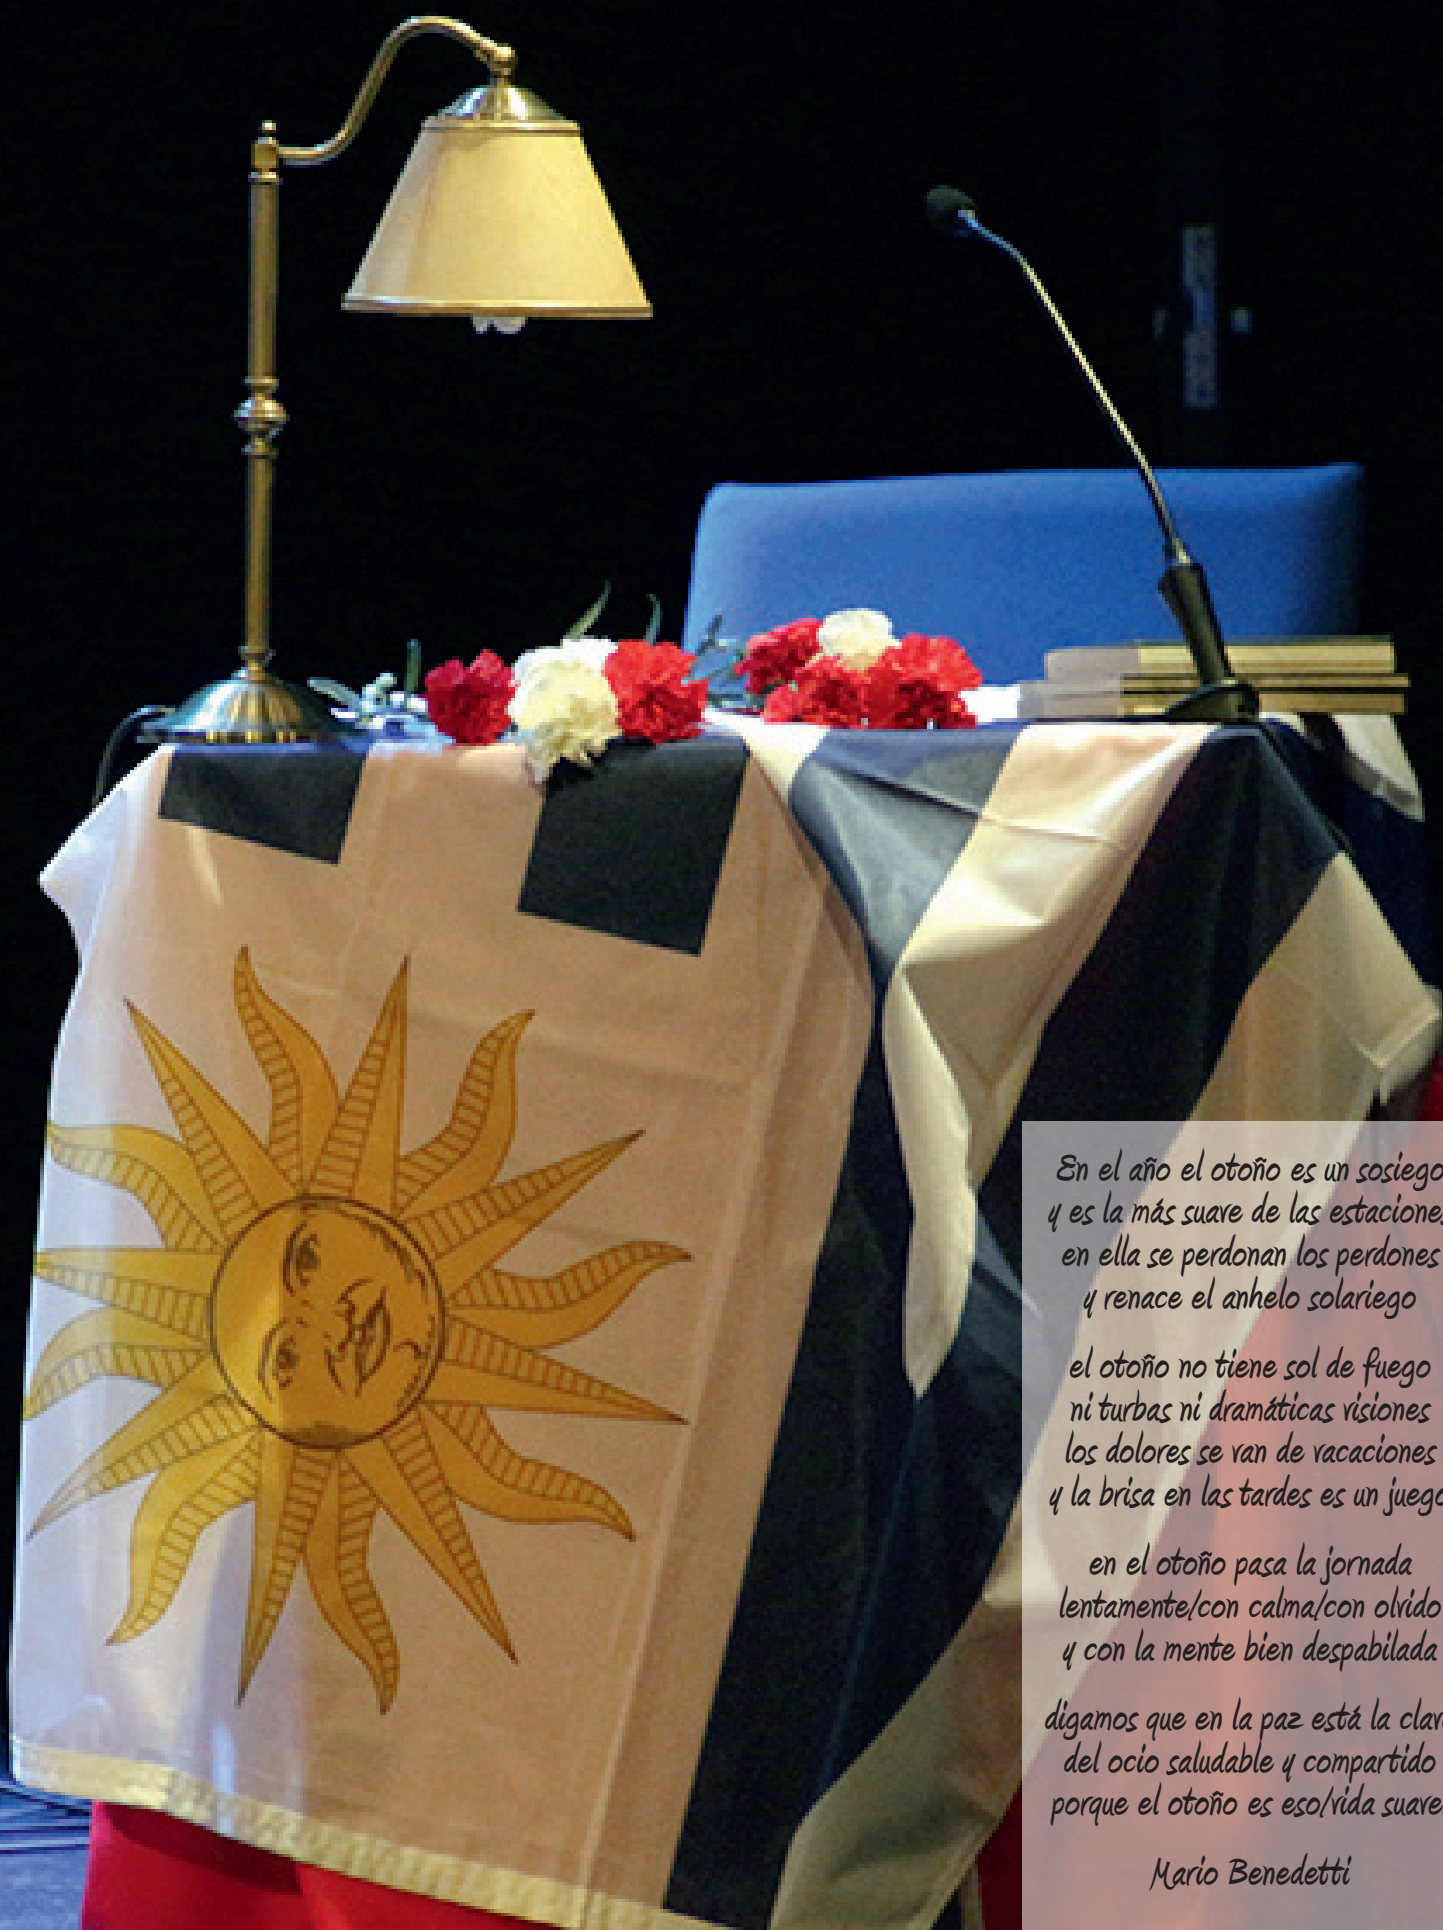 En el año el otoño es un sosiego
y es la más suave de las estaciones
en ella se perdonan los perdones
y renace el anhelo solariego
el otoño no tiene sol de fuego
ni turbas ni dramáticas visiones
los dolores se van de vacaciones
y la brisa en las tardes es un juego
en el otoño pasa la jornada
lentamente/con calma/con olvido
y con la mente bien despabilada
digamos que en la paz está la clave
del ocio saludable y compartido
porque el otoño es eso/vida suave
Mario Benedetti